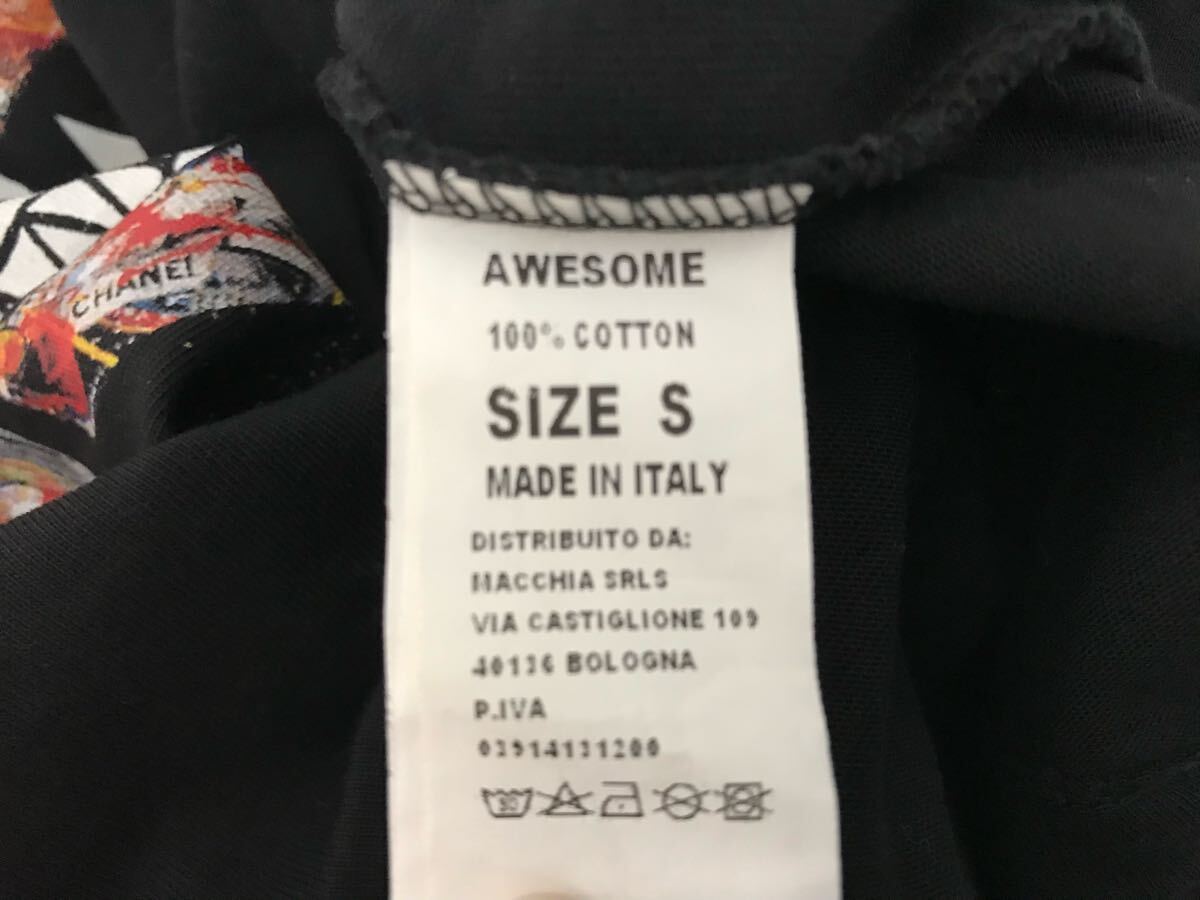 CHANEL
AWESOME
100% COTTON
SIZE S
MADE IN ITALY
DISTRIBUITO DA:
MACCHIA SRLS
VIA CASTIGLIONE 109
40136 BOLOGNA
P.IVA
03914131200
30